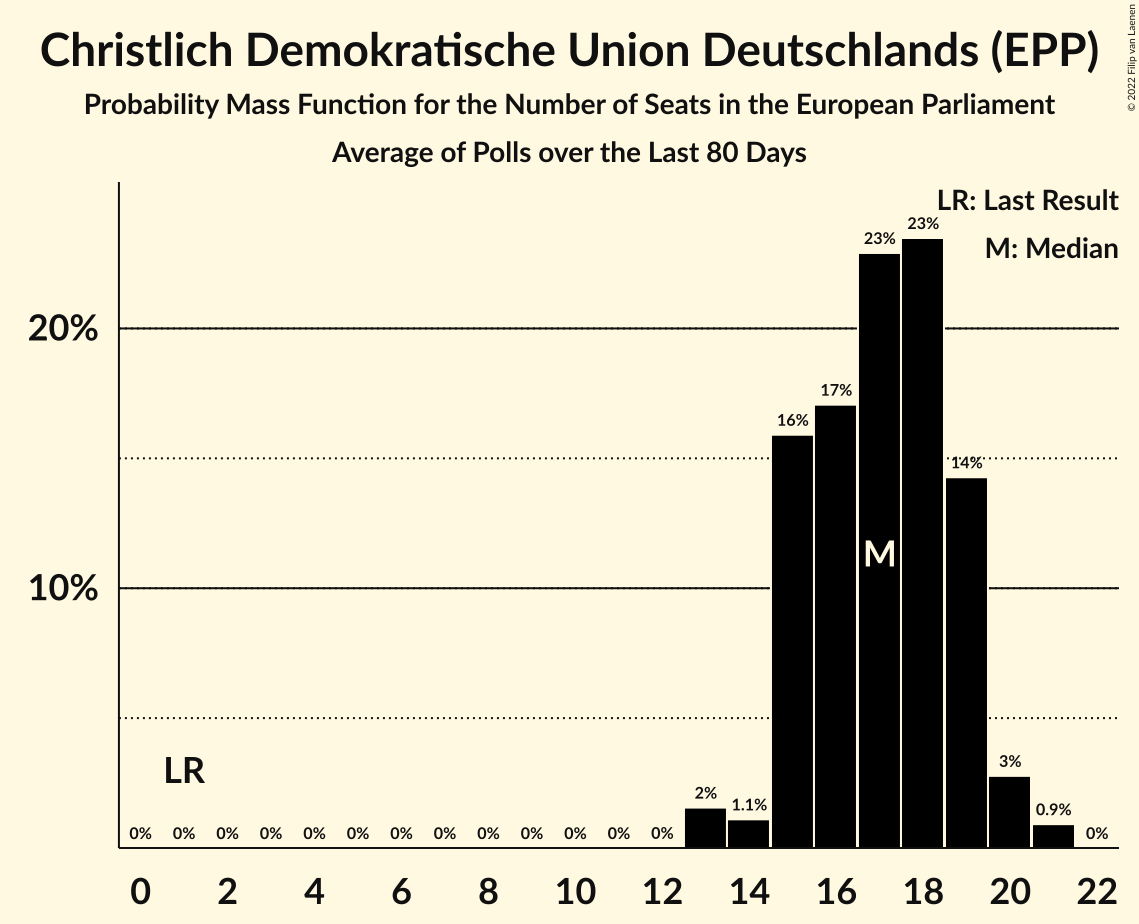 Christlich Demokratische Union Deutschlands (EPP)
Probability Mass Function for the Number of Seats in the European Parliament
Average of Polls over the Last 80 Days
© 2022 Filip van Laenen
LR: Last Result
M: Median
20%
10%
23%
23%
17%
16%
14%
M
LR
0% 0% 0% 0% 0% 0% 0% 0% 0% 0% 0% 0% 0% 2% 1.1% 3% 0.9% 0%
0 2 4 6 8 10 12 14 16 18 20 22